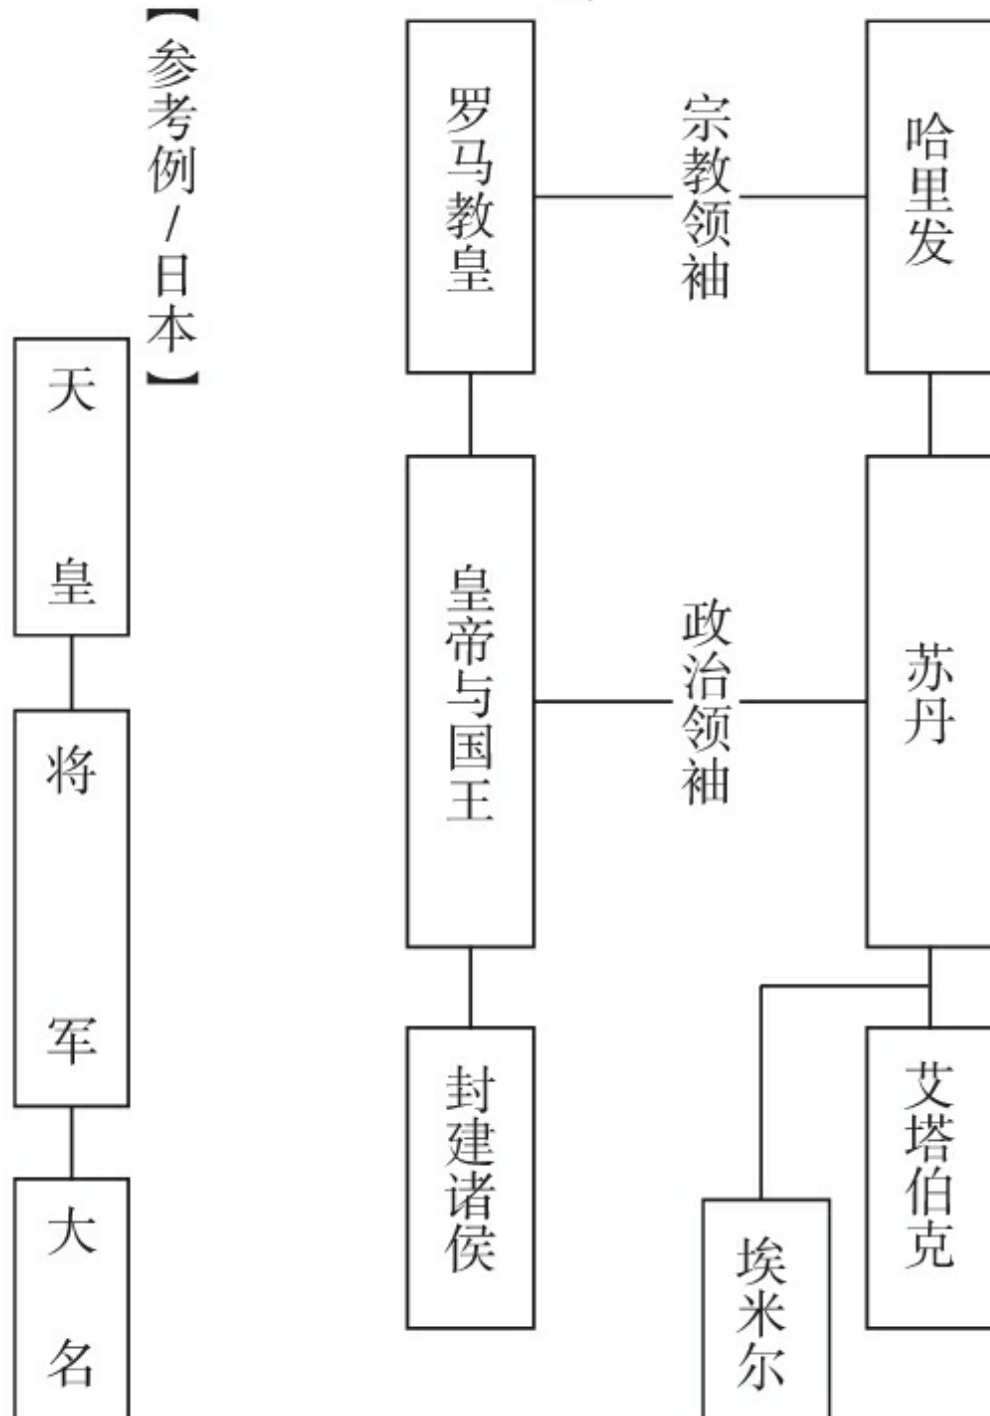 哈里发
宗教领袖
罗马教皇
苏丹
政治领袖
皇帝与国王
艾塔伯克
埃米尔
封建诸侯
【参考例/日本】
天皇
将军
大名